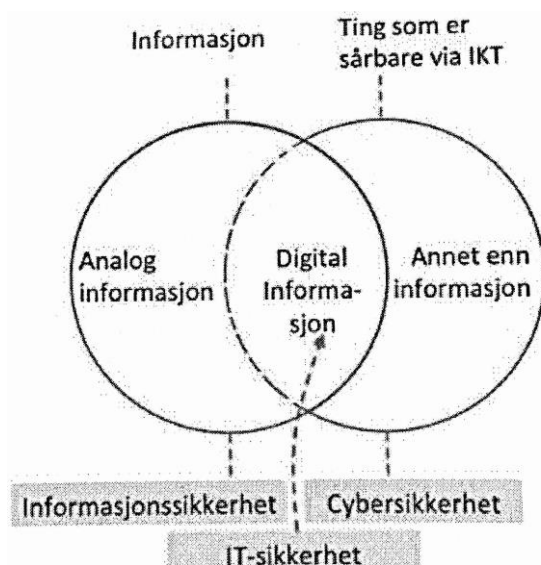 Informasjon
Ting som er
sårbare via IKT
Analog
informasjon
Digital
Informa-
sjon
Annet enn
informasjon
Informasjonssikkerhet
Cybersikkerhet
IT-sikkerhet